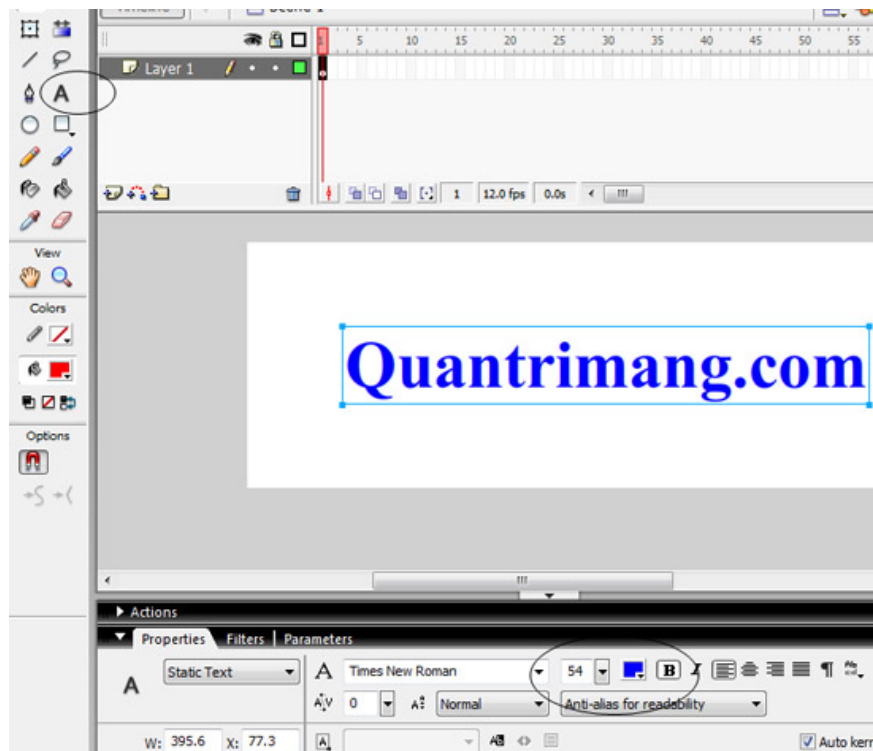 5 10 15 20 25 30 35 40 45 50 55
Layer 1
A
1 12.0 fps 0.0s
View
Colors
Quantrimang.com
Options
Actions
Properties Filters Parameters
A Static Text A Times New Roman 54 B I
A|V 0 Normal Anti-alias for readability
W: 395.6 X: 77.3 Auto kern